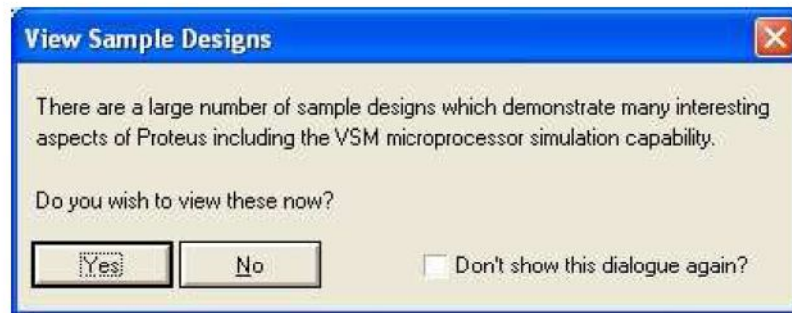 View Sample Designs
There are a large number of sample designs which demonstrate many interesting
aspects of Proteus including the VSM microprocessor simulation capability.
Do you wish to view these now?
Yes No Don't show this dialogue again?